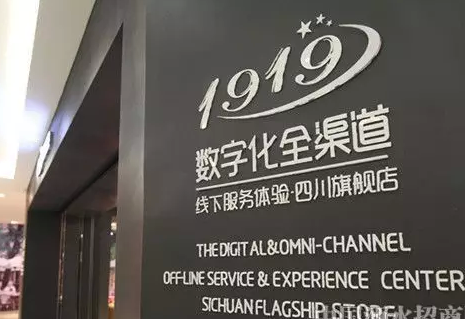 1919
数字化全渠道
线下服务体验·四川旗舰店
THE DIGITAL&OMNI-CHANNEL
OFF-LINE SERVICE & EXPERIENCE CENTER
SICHUAN FLAGSHIP STORE